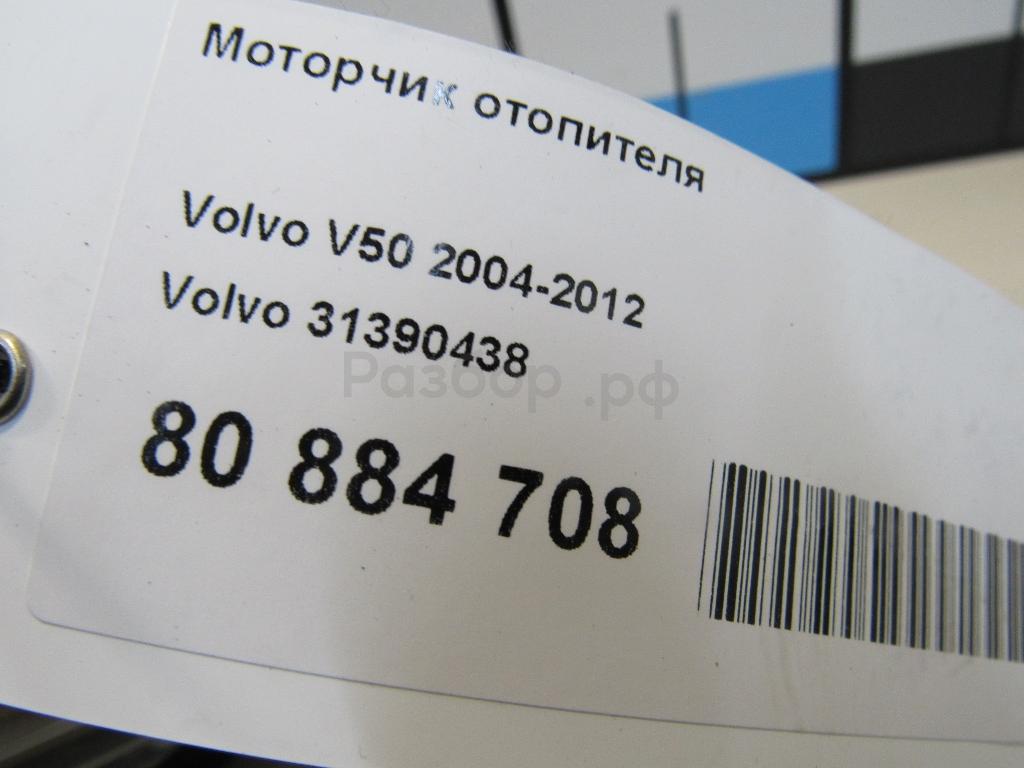 Моторчик отопителя
Volvo V50 2004-2012
Volvo 31390438
Разбор.рф
80 884 708